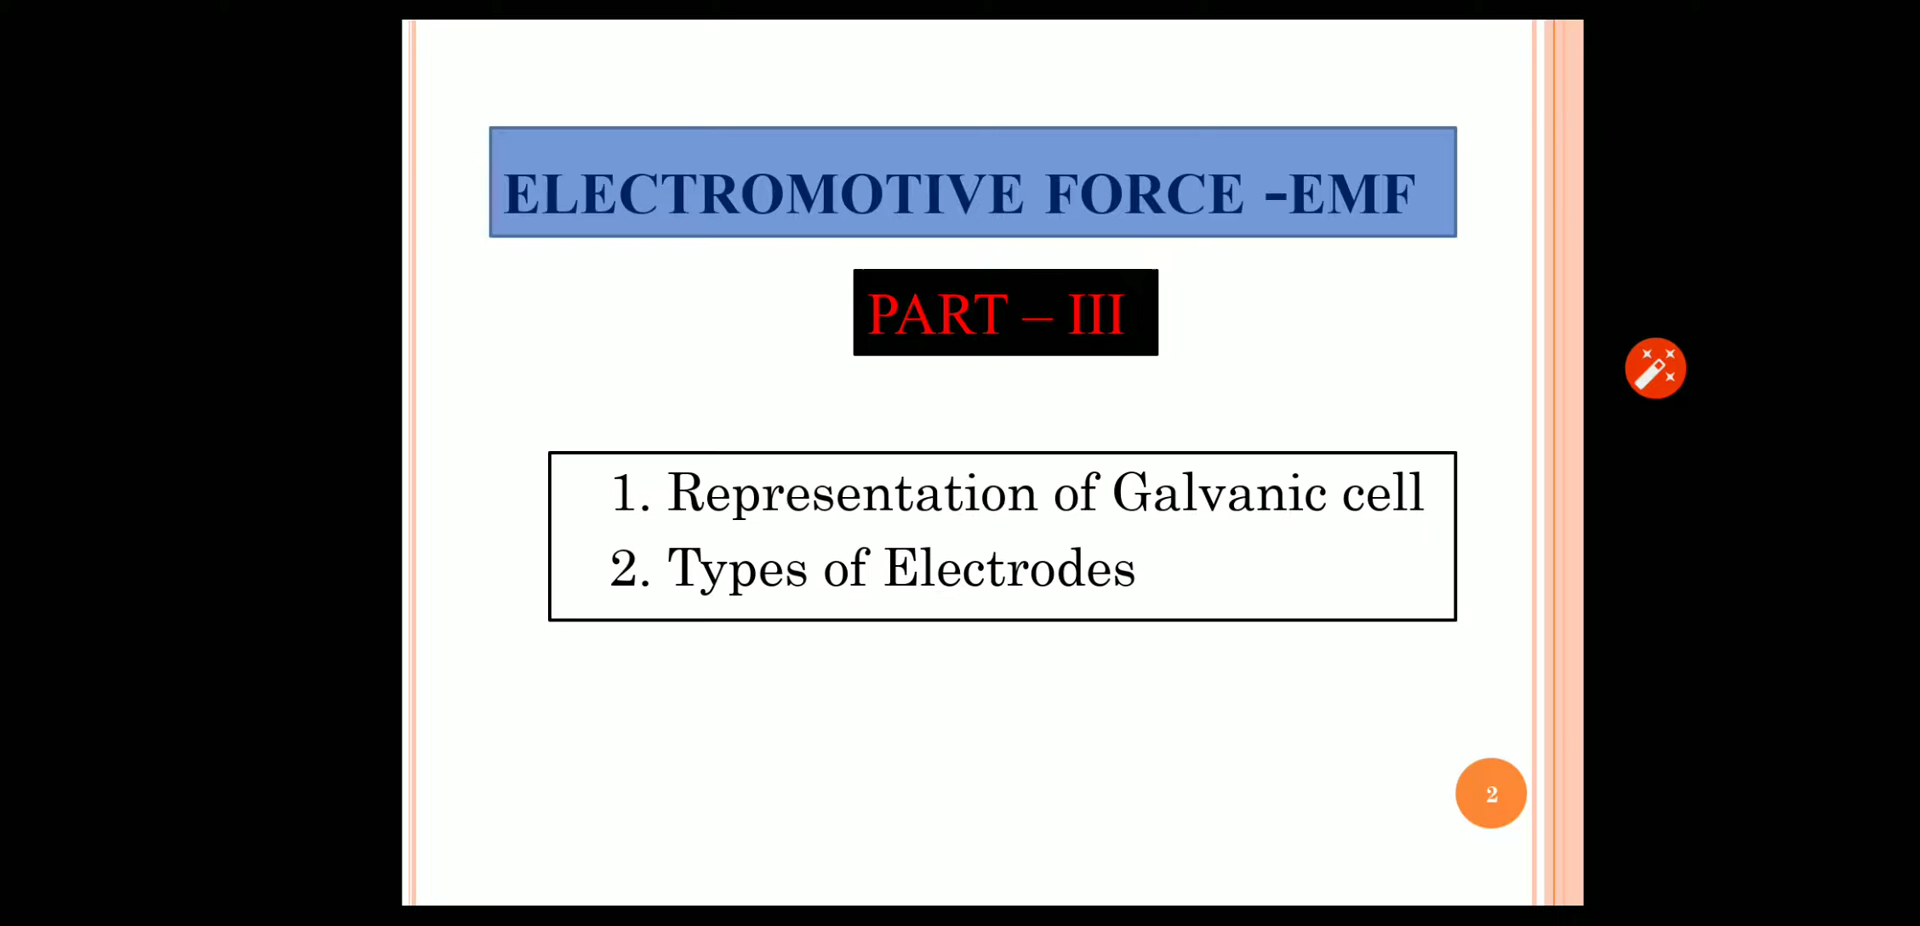 ELECTROMOTIVE FORCE -EMF
PART – III
1. Representation of Galvanic cell
2. Types of Electrodes
2